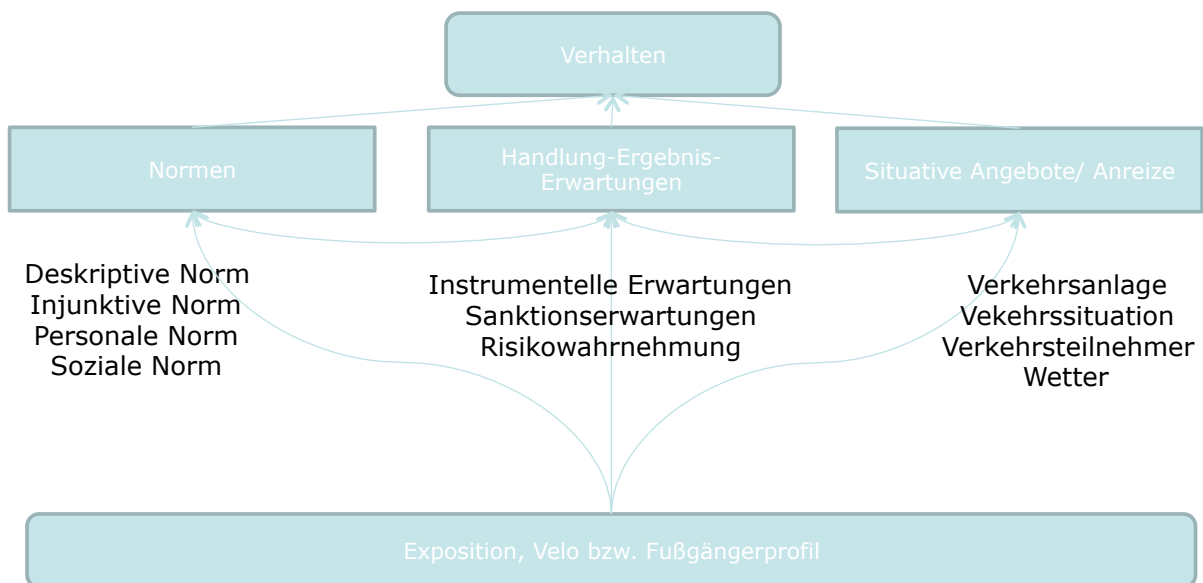 Verhalten
Normen
Handlung-Ergebnis-
Erwartungen
Situative Angebote/ Anreize
Deskriptive Norm
Injunktive Norm
Personale Norm
Soziale Norm
Instrumentelle Erwartungen
Sanktionserwartungen
Risikowahrnehmung
Verkehrsanlage
Vekehrssituation
Verkehrsteilnehmer
Wetter
Exposition, Velo bzw. Fußgängerprofil